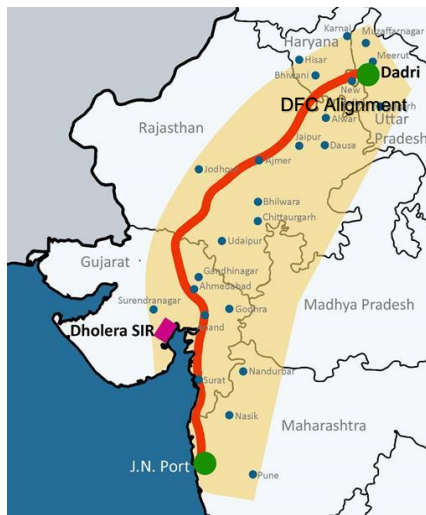 Karnal
Muzaffarnagar
Haryana
Hisar
Meerut
Bhiwani
Dadri
New
DFC Alignment
Alwar
Uttar
Pradesh
Rajasthan
Jaipur
Dausa
Ajmer
Jodhpur
Bhilwara
Chittaurgarh
Udaipur
Gujarat
Gandhinagar
Ahmedabad
Surendranagar
Godhra
Madhya Pradesh
Dholera SIR
Surat
Nandurbar
Nasik
Maharashtra
J.N. Port
Pune